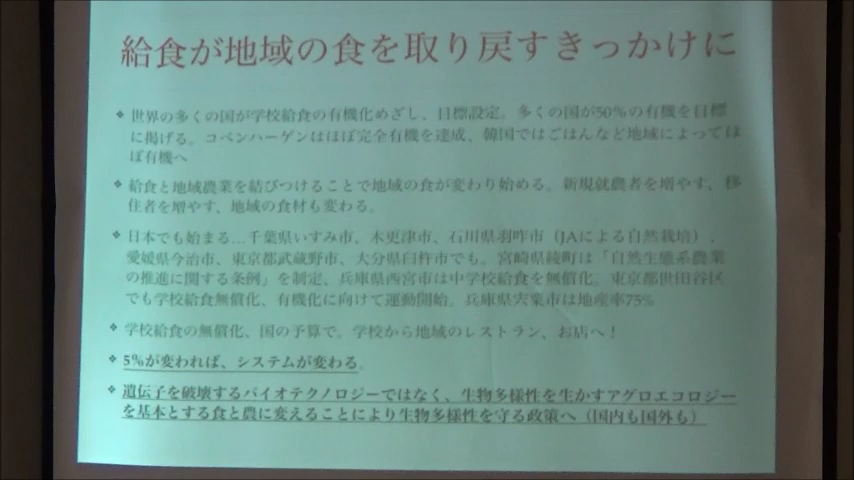 給食が地域の食を取り戻すきっかけに
❖ 世界の多くの国が学校給食の有機化めざし、目標設定。多くの国が50%の有機を目標
に掲げる。コペンハーゲンはほぼ完全有機を達成、韓国ではごはんなど地域によってほ
ぼ有機へ
❖ 給食と地域農業を結びつけることで地域の食が変わり始める。新規就農者を増やす、移
住者を増やす、地域の食材も変わる。
❖ 日本でも始まる…千葉県いすみ市、木更津市、石川県羽咋市（JAによる自然栽培）、
愛媛県今治市、東京都武蔵野市、大分県臼杵市でも。宮崎県綾町は「自然生態系農業
の推進に関する条例」を制定、兵庫県西宮市は中学校給食を無償化。東京都世田谷区
でも学校給食無償化、有機化に向けて運動開始。兵庫県宍粟市は地産率75%
❖ 学校給食の無償化、国の予算で。学校から地域のレストラン、お店へ！
❖ 5%が変われば、システムが変わる
❖ 遺伝子を破壊するバイオテクノロジーではなく、生物多様性を生かすアグロエコロジー
を基本とする食と農に変えることにより生物多様性を守る政策へ（国内も国外も）